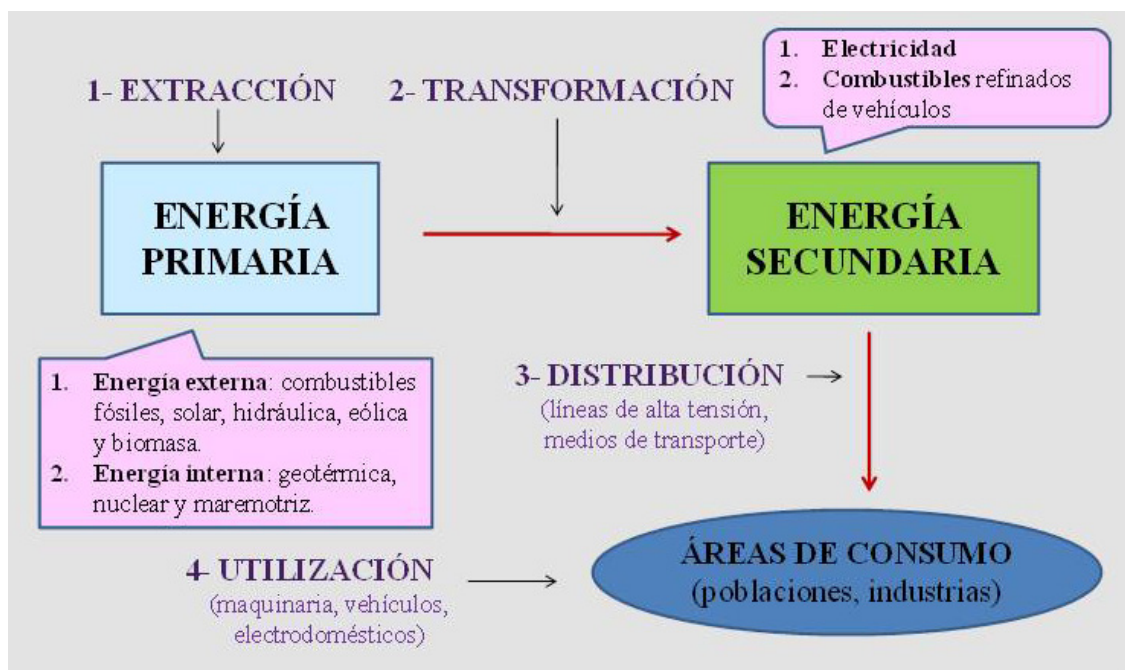 1- EXTRACCIÓN
2- TRANSFORMACIÓN
1. Electricidad
2. Combustibles refinados
de vehículos
ENERGÍA
PRIMARIA
ENERGÍA
SECUNDARIA
1. Energía externa: combustibles
fósiles, solar, hidráulica, eólica
y biomasa.
2. Energía interna: geotérmica,
nuclear y maremotriz.
3- DISTRIBUCIÓN
(líneas de alta tensión,
medios de transporte)
4- UTILIZACIÓN
(maquinaria, vehículos,
electrodomésticos)
ÁREAS DE CONSUMO
(poblaciones, industrias)